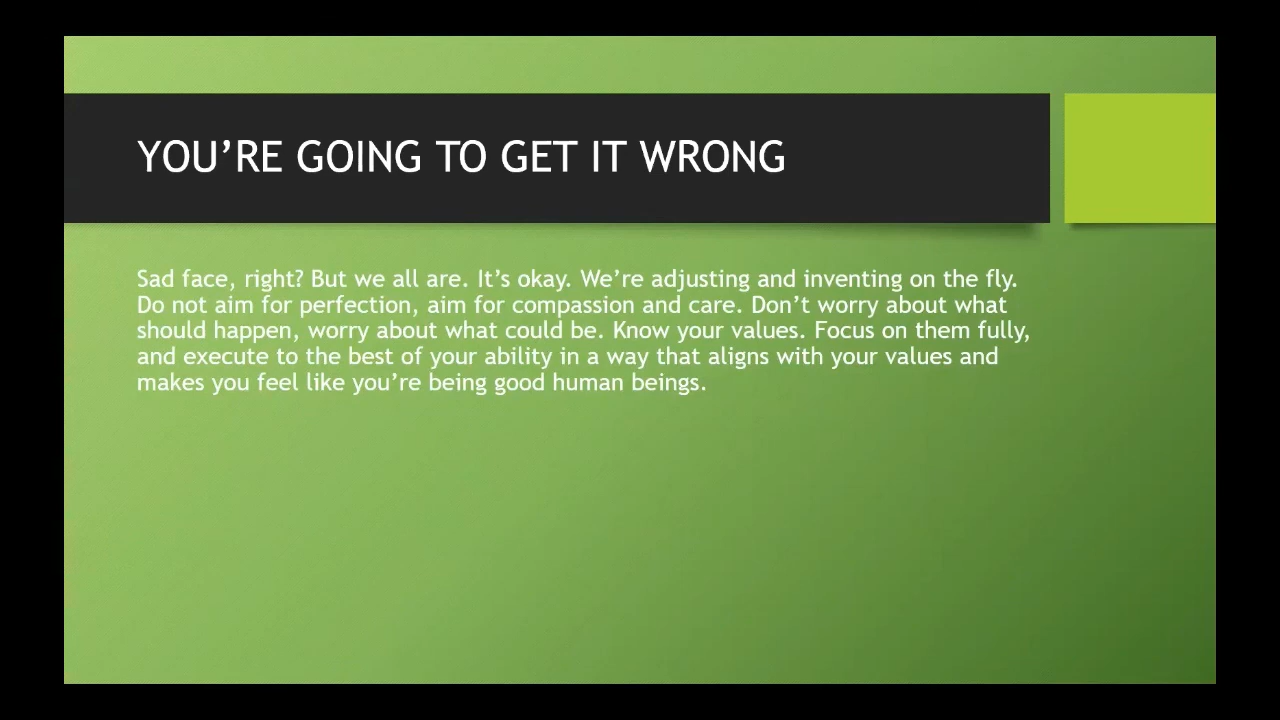 YOU’RE GOING TO GET IT WRONG
Sad face, right? But we all are. It’s okay. We’re adjusting and inventing on the fly.
Do not aim for perfection, aim for compassion and care. Don’t worry about what
should happen, worry about what could be. Know your values. Focus on them fully,
and execute to the best of your ability in a way that aligns with your values and
makes you feel like you’re being good human beings.